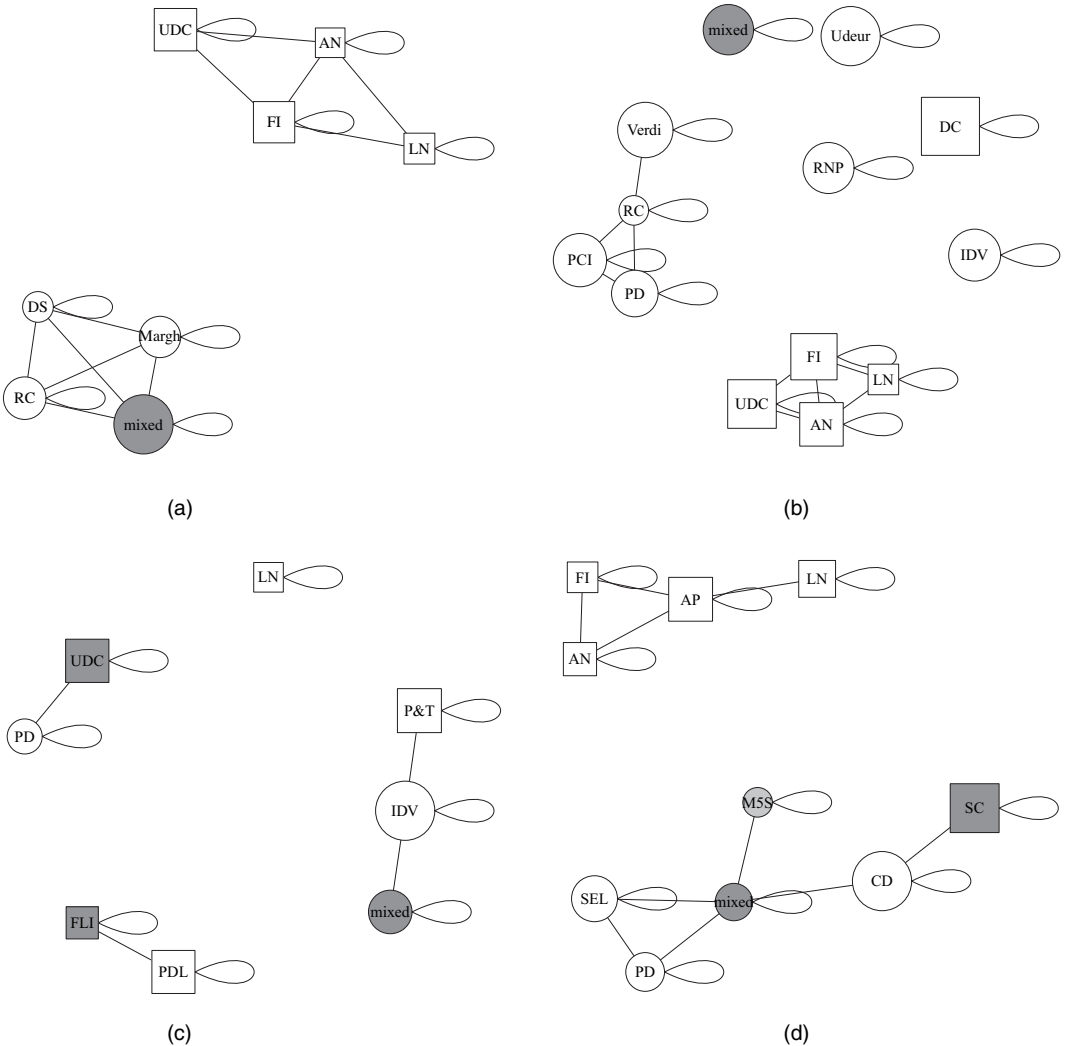 UDC
AN
FI
LN
DS
Margh
RC
mixed
(a)
mixed
Udeur
Verdi
DC
RNP
RC
PCI
PD
IDV
FI
LN
UDC
AN
(b)
LN
UDC
PD
P&T
IDV
mixed
FLI
PDL
(c)
FI
AP
LN
AN
M5S
SC
CD
SEL
mixed
PD
(d)